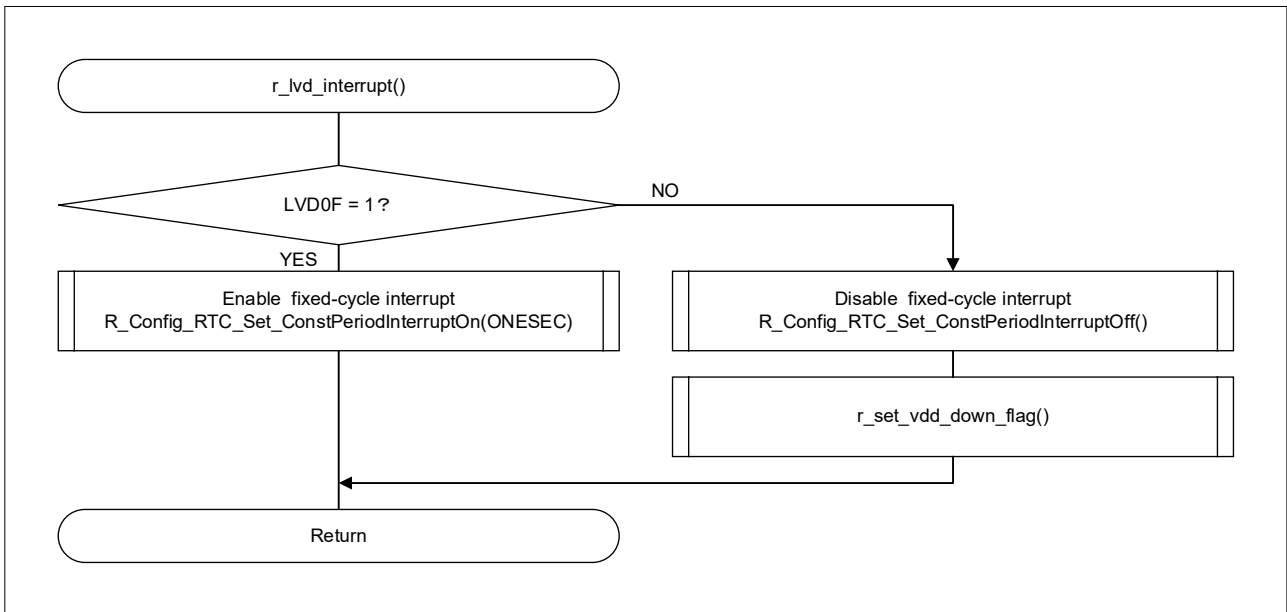 r_lvd_interrupt()
LVD0F = 1?
NO
YES
Enable fixed-cycle interrupt
R_Config_RTC_Set_ConstPeriodInterruptOn(ONESEC)
Disable fixed-cycle interrupt
R_Config_RTC_Set_ConstPeriodInterruptOff()
r_set_vdd_down_flag()
Return